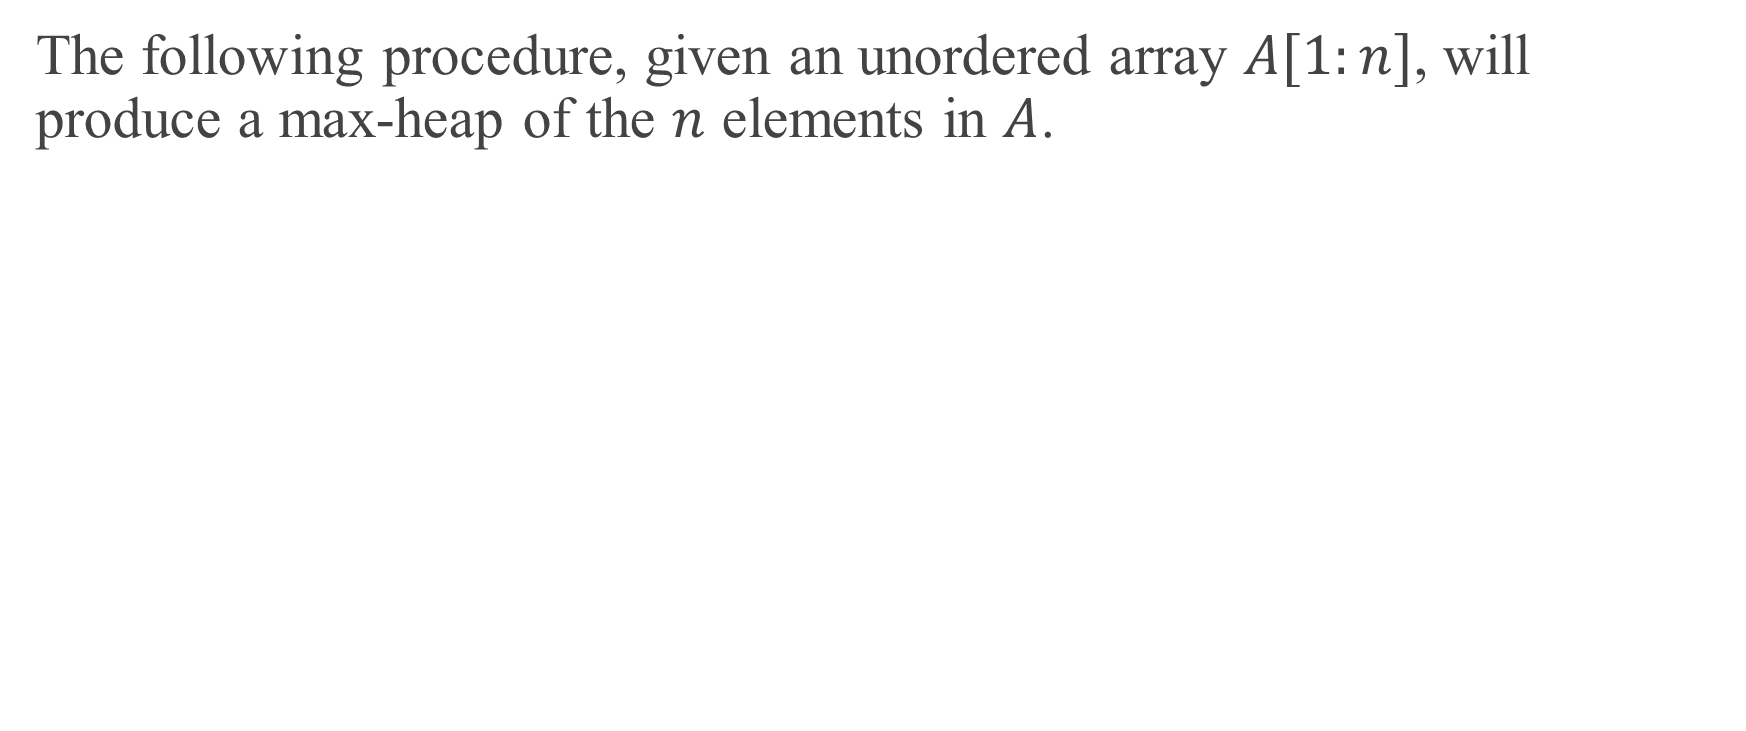 The following procedure, given an unordered array A[1: n], will
produce a max-heap of the n elements in A.